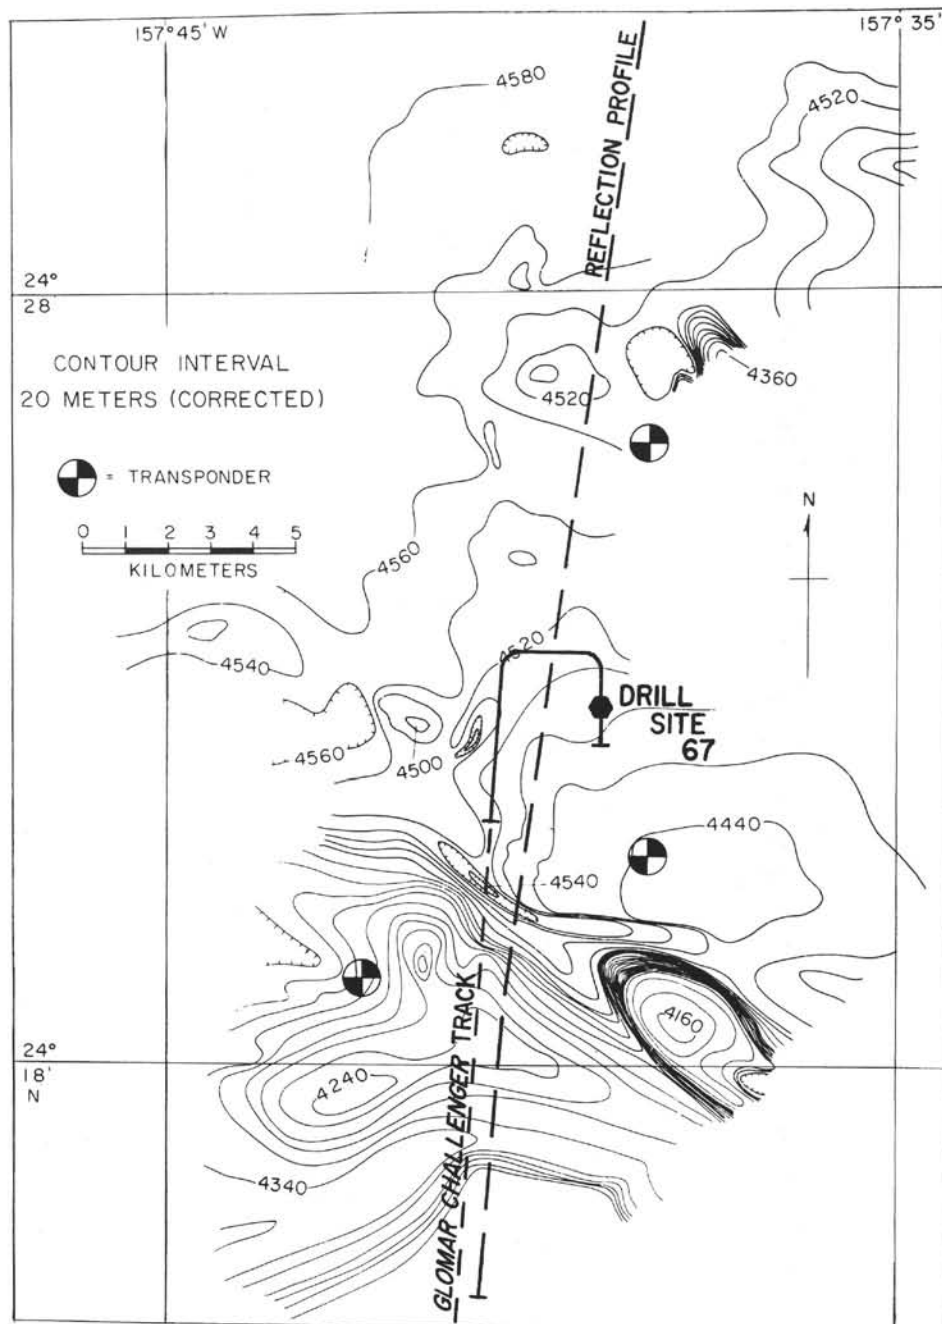 157° 45' W
157° 35'
4580
4520
REFLECTION PROFILE
24°
28
CONTOUR INTERVAL
20 METERS (CORRECTED)
4360
4520
= TRANSPONDER
N
0 1 2 3 4 5
KILOMETERS
4560
4520
4540
DRILL
SITE
67
4560
4500
4440
4540
GLOMAR CHALLENGER TRACK
4160
24°
18'
N
4240
4340